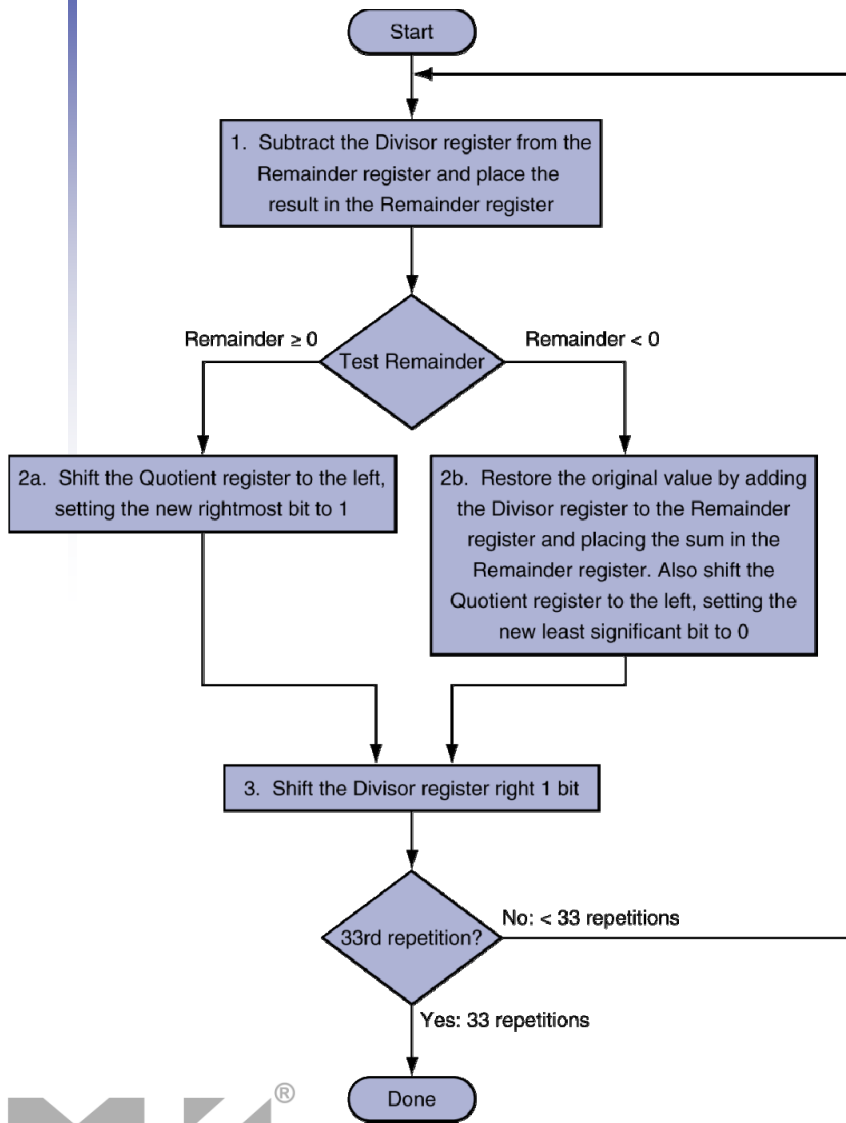 Start
1. Subtract the Divisor register from the
Remainder register and place the
result in the Remainder register
Remainder ≥ 0
Remainder < 0
Test Remainder
2a. Shift the Quotient register to the left,
setting the new rightmost bit to 1
2b. Restore the original value by adding
the Divisor register to the Remainder
register and placing the sum in the
Remainder register. Also shift the
Quotient register to the left, setting the
new least significant bit to 0
3. Shift the Divisor register right 1 bit
33rd repetition?
No: < 33 repetitions
Yes: 33 repetitions
Done
®